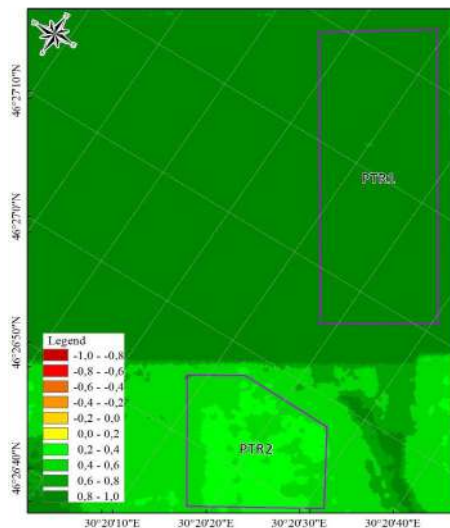 46°27'10"N
PTR1
46°27'0"N
46°26'50"N
Legend
-1,0 - -0,8
-0,8 - -0,6
-0,6 - -0,4
-0,4 - -0,2
-0,2 - 0,0
0,0 - 0,2
0,2 - 0,4
0,4 - 0,6
0,6 - 0,8
0,8 - 1,0
PTR2
46°26'40"N
30°20'10"E
30°20'20"E
30°20'30"E
30°20'40"E